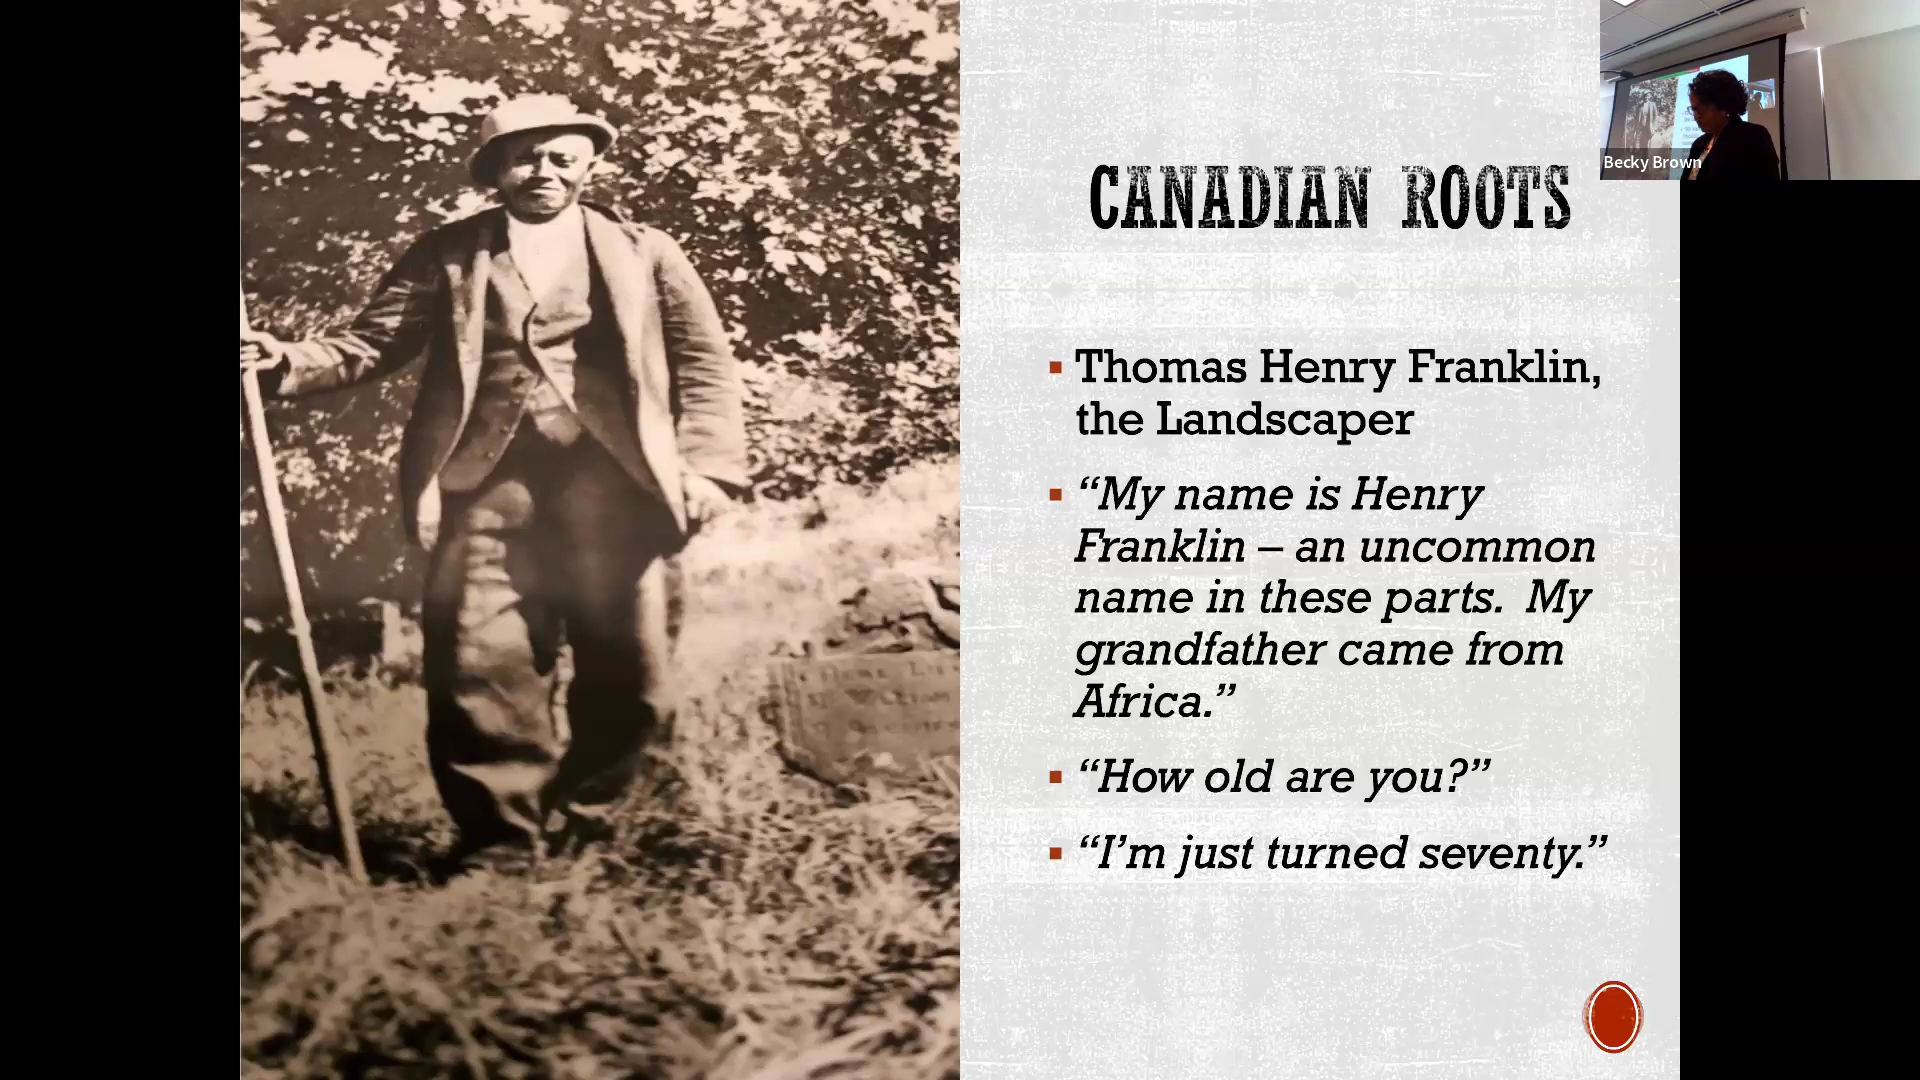 CANADIAN ROOTS
Becky Brown
Thomas Henry Franklin,
the Landscaper
“My name is Henry
Franklin – an uncommon
name in these parts.  My
grandfather came from
Africa.”
“How old are you?”
“I’m just turned seventy.”